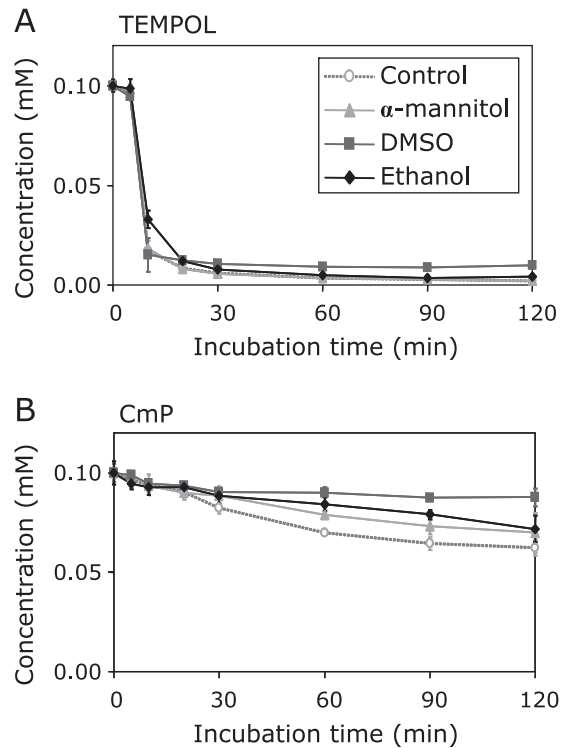 A
TEMPOL
Concentration (mM)
0.10
0.05
0.00
Control
α-mannitol
DMSO
Ethanol
0 30 60 90 120
Incubation time (min)
B
CmP
Concentration (mM)
0.10
0.05
0.00
0 30 60 90 120
Incubation time (min)